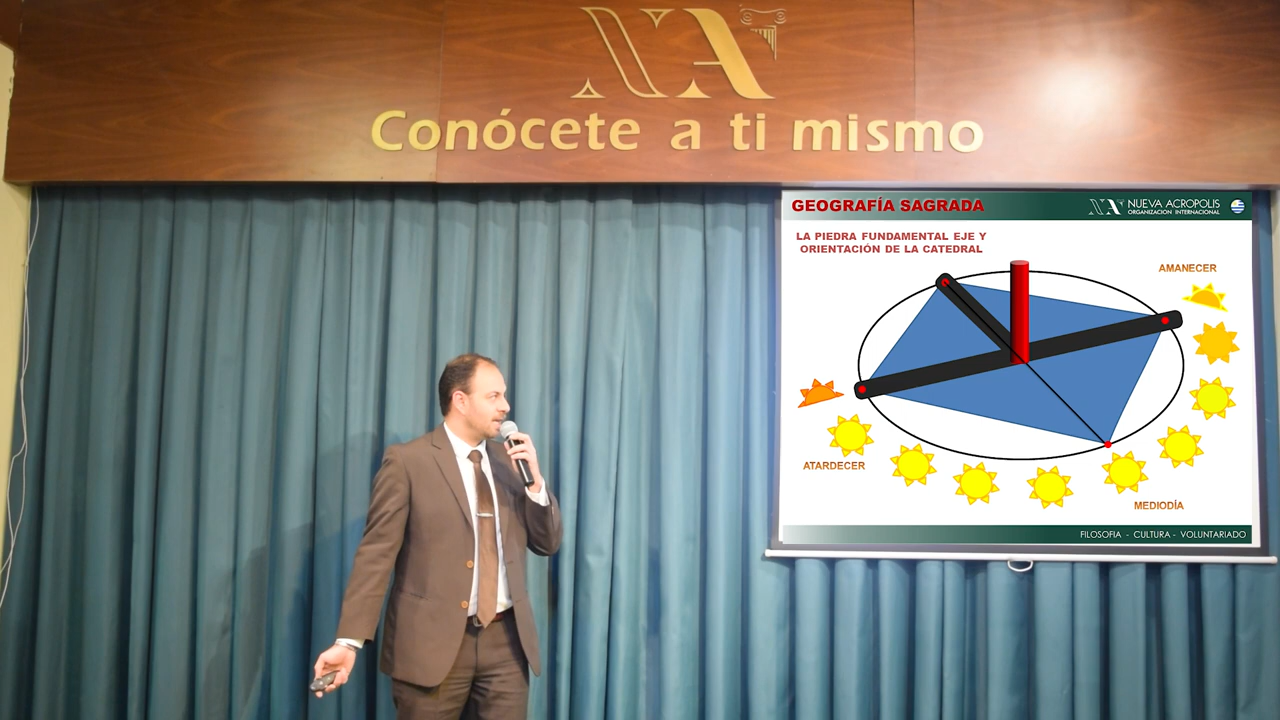 NA
Conócete a ti mismo
GEOGRAFÍA SAGRADA
NUEVA ACROPOLIS
ORGANIZACION INTERNACIONAL
LA PIEDRA FUNDAMENTAL EJE Y
ORIENTACIÓN DE LA CATEDRAL
AMANECER
ATARDECER
MEDIODÍA
FILOSOFIA - CULTURA - VOLUNTARIADO